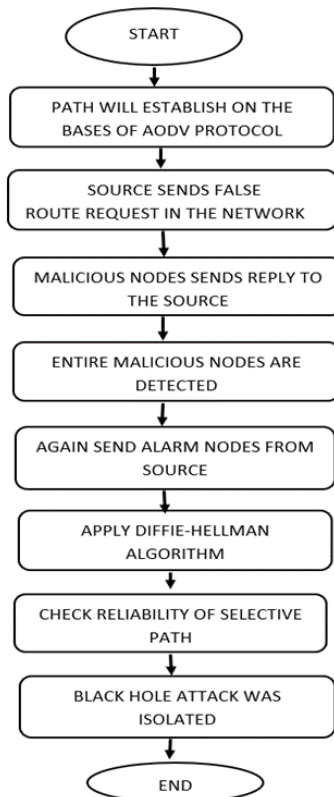 START
PATH WILL ESTABLISH ON THE
BASES OF AODV PROTOCOL
SOURCE SENDS FALSE
ROUTE REQUEST IN THE NETWORK
MALICIOUS NODES SENDS REPLY TO
THE SOURCE
ENTIRE MALICIOUS NODES ARE
DETECTED
AGAIN SEND ALARM NODES FROM
SOURCE
APPLY DIFFIE-HELLMAN
ALGORITHM
CHECK RELIABILITY OF SELECTIVE
PATH
BLACK HOLE ATTACK WAS
ISOLATED
END